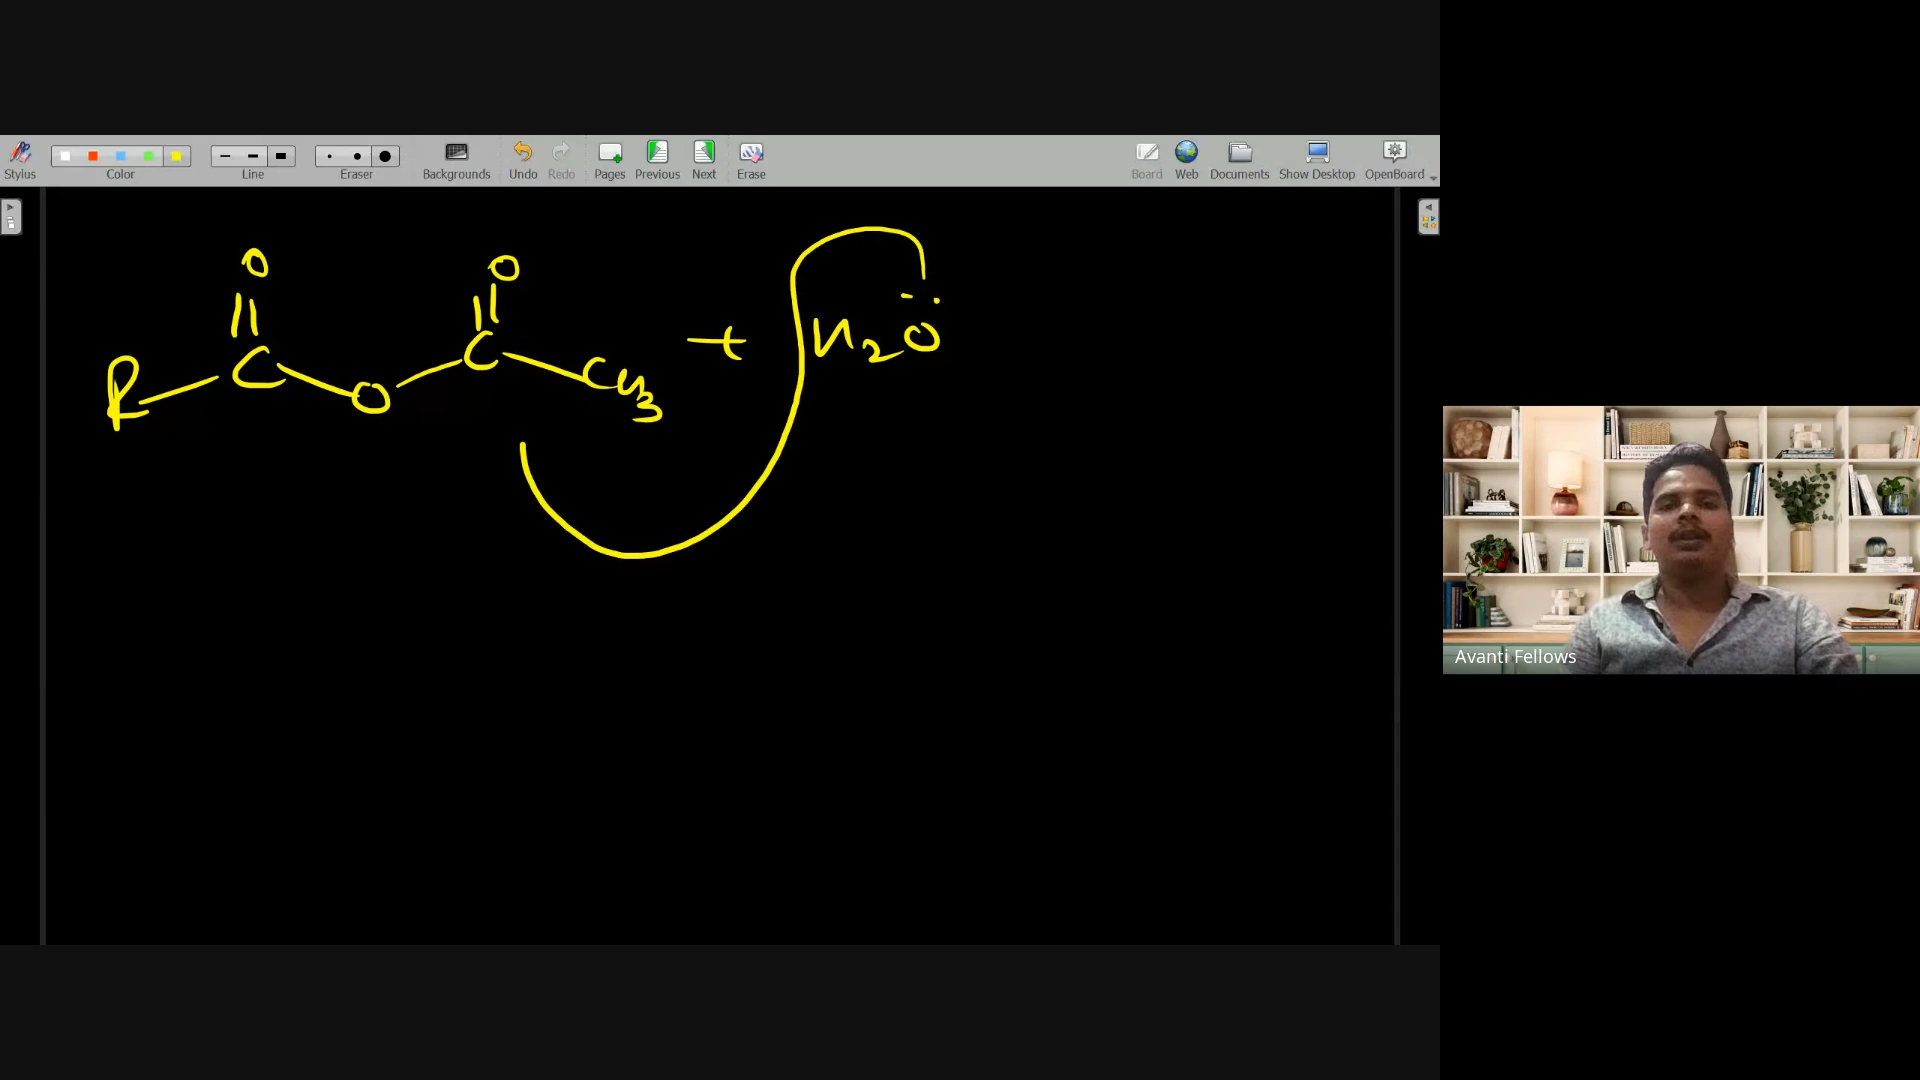 Stylus Color Line Eraser Backgrounds Undo Redo Pages Previous Next Erase Board Web Documents Show Desktop OpenBoard
O O
R C O C CH3 + H2O
Avanti Fellows